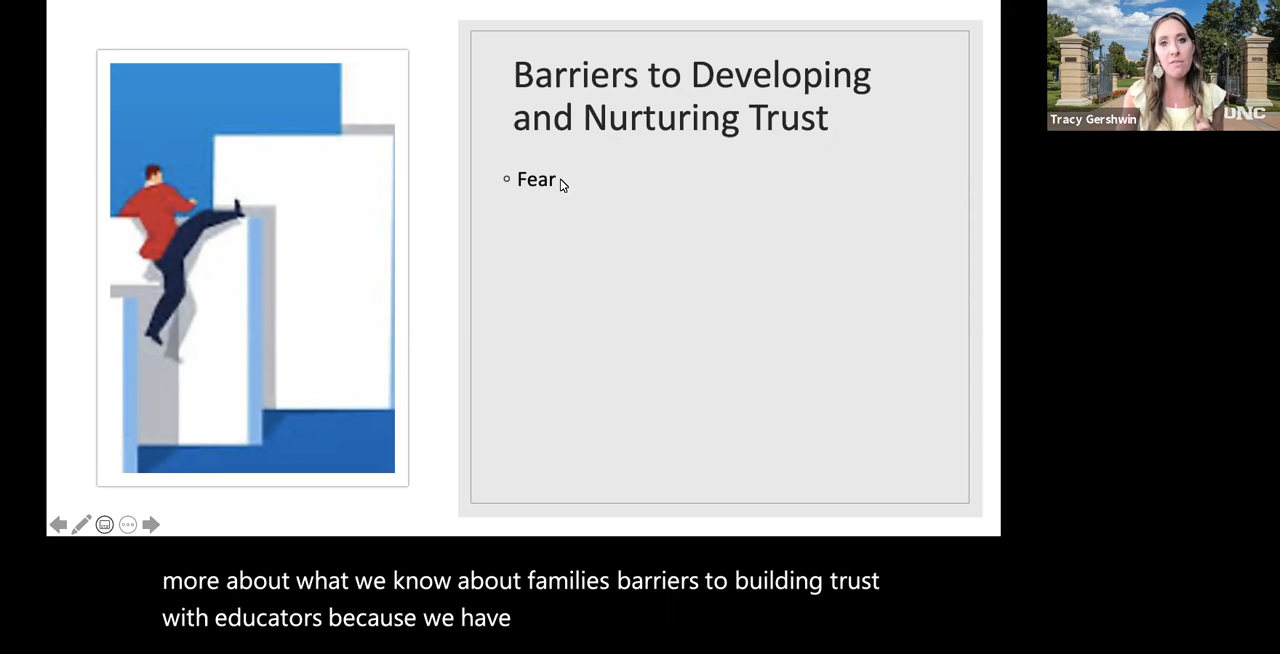 Barriers to Developing
and Nurturing Trust
Fear
Tracy Gershwin
UNC
more about what we know about families barriers to building trust
with educators because we have